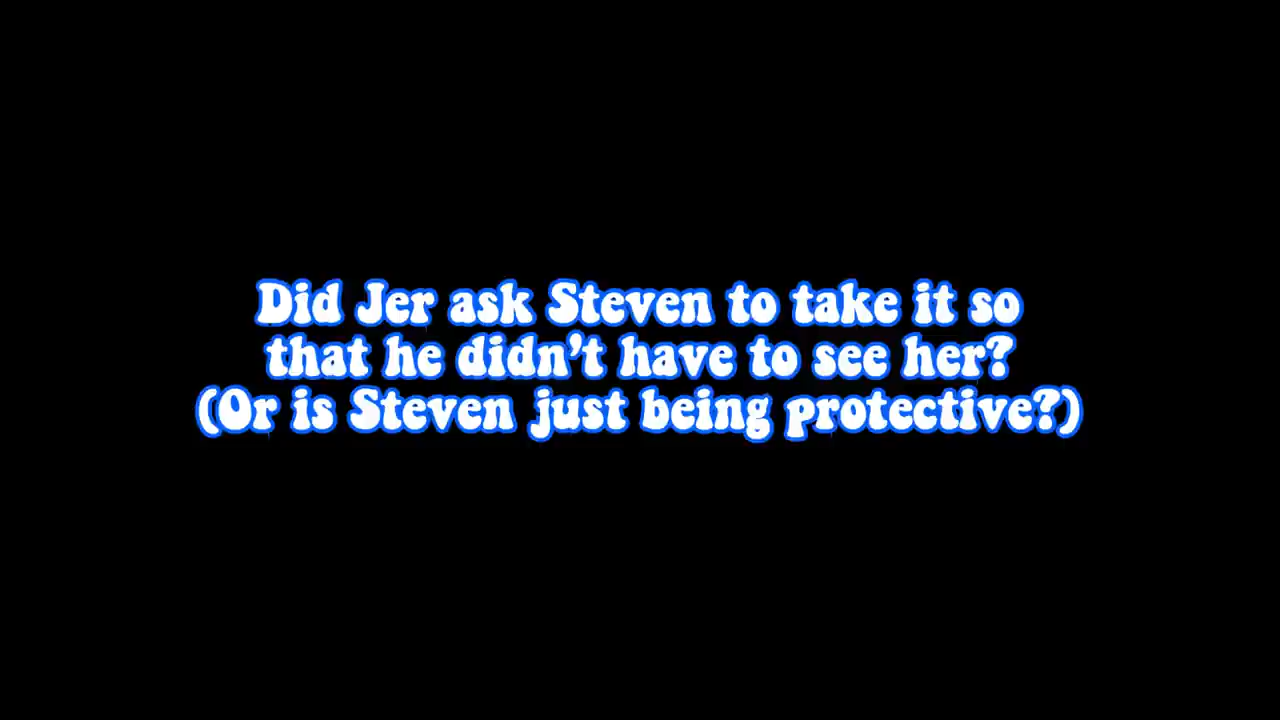 Did Jer ask Steven to take it so
that he didn't have to see her?
(Or is Steven just being protective?)